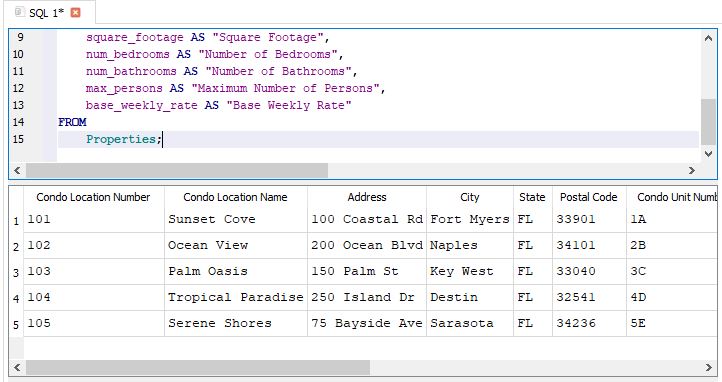 SQL 1*
9 square_footage AS "Square Footage",
10 num_bedrooms AS "Number of Bedrooms",
11 num_bathrooms AS "Number of Bathrooms",
12 max_persons AS "Maximum Number of Persons",
13 base_weekly_rate AS "Base Weekly Rate"
14 FROM
15 Properties;
Condo Location Number Condo Location Name Address City State Postal Code Condo Unit Numb
1 101 Sunset Cove 100 Coastal Rd Fort Myers FL 33901 1A
2 102 Ocean View 200 Ocean Blvd Naples FL 34101 2B
3 103 Palm Oasis 150 Palm St Key West FL 33040 3C
4 104 Tropical Paradise 250 Island Dr Destin FL 32541 4D
5 105 Serene Shores 75 Bayside Ave Sarasota FL 34236 5E